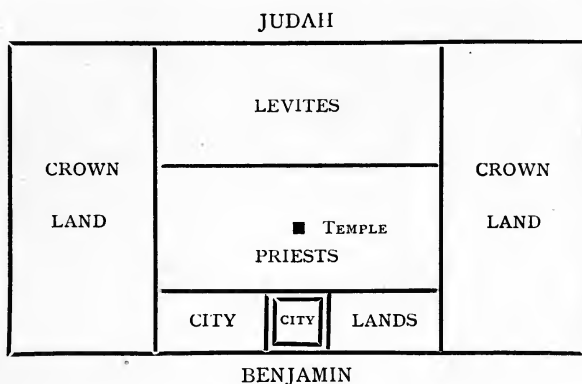 JUDAH
LEVITES
CROWN
LAND
CROWN
LAND
TEMPLE
PRIESTS
CITY
CITY
LANDS
BENJAMIN